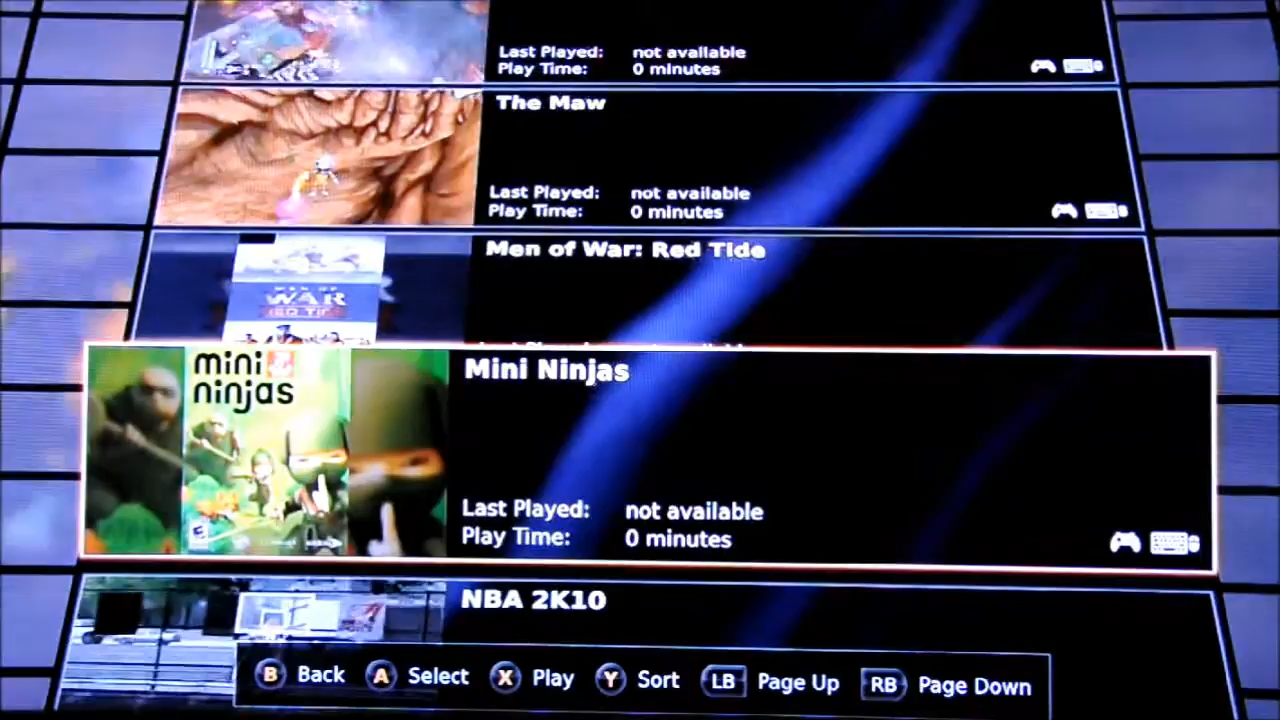 Last Played: not available
Play Time: 0 minutes
The Maw
Last Played: not available
Play Time: 0 minutes
Men of War: Red Tide
MEN OF
WAR
RED TIDE
mini
ninjas
Mini Ninjas
Last Played: not available
Play Time: 0 minutes
E
NBA 2K10
B Back A Select X Play Y Sort LB Page Up RB Page Down